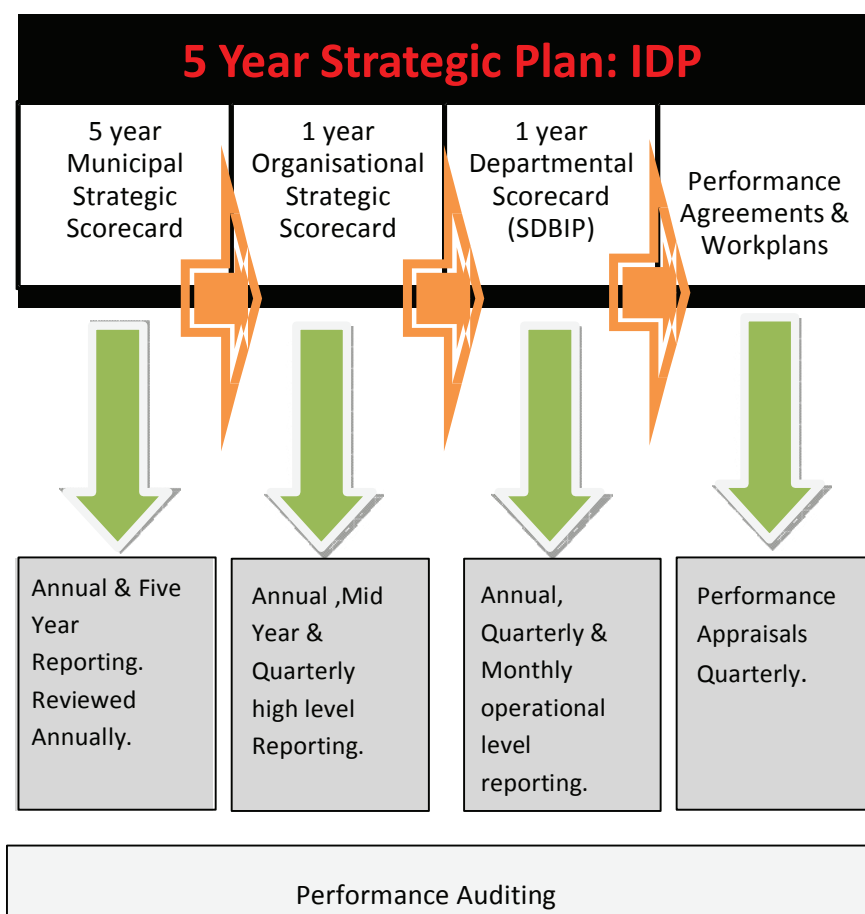 5 Year Strategic Plan: IDP
5 year
Municipal
Strategic
Scorecard
1 year
Organisational
Strategic
Scorecard
1 year
Departmental
Scorecard
(SDBIP)
Performance
Agreements &
Workplans
Annual & Five
Year
Reporting.
Reviewed
Annually.
Annual ,Mid
Year &
Quarterly
high level
Reporting.
Annual,
Quarterly &
Monthly
operational
level
reporting.
Performance
Appraisals
Quarterly.
Performance Auditing